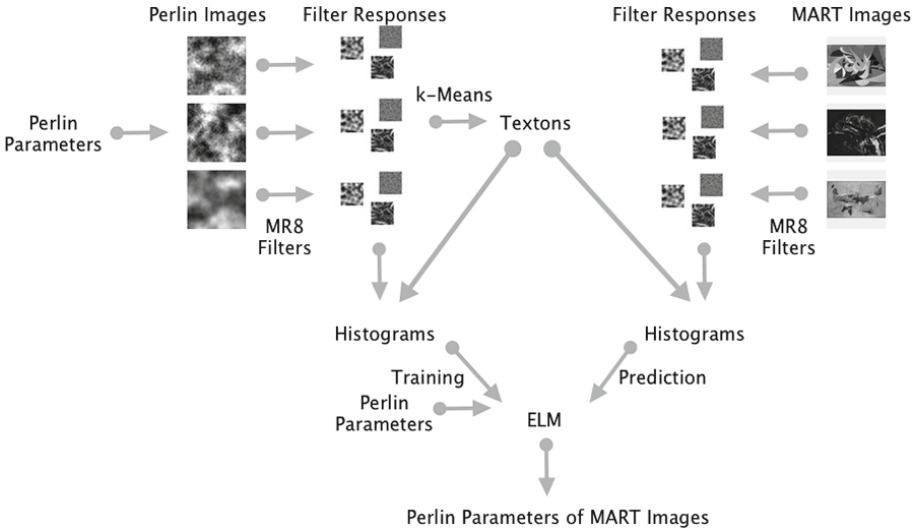 Perlin Images
Filter Responses
Filter Responses
MART Images
k-Means
Textons
Perlin
Parameters
MR8
Filters
MR8
Filters
Histograms
Histograms
Training
Prediction
Perlin
Parameters
ELM
Perlin Parameters of MART Images